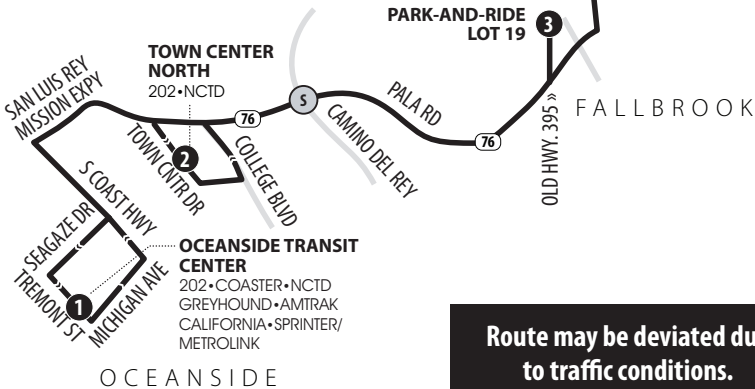 PARK-AND-RIDE
LOT 19
3
TOWN CENTER
NORTH
202•NCTD
SAN LUIS REY
MISSION EXPY
76
S
PALA RD
CAMINO DEL REY
76
OLD HWY. 395 »
FALLBROOK
TOWN CNTR DR
2
COLLEGE BLVD
S COAST HWY
SEAGAZE DR
TREMONT ST
1
MICHIGAN AVE
OCEANSIDE TRANSIT
CENTER
202•COASTER•NCTD
GREYHOUND•AMTRAK
CALIFORNIA•SPRINTER/
METROLINK
OCEANSIDE
Route may be deviated du
to traffic conditions.